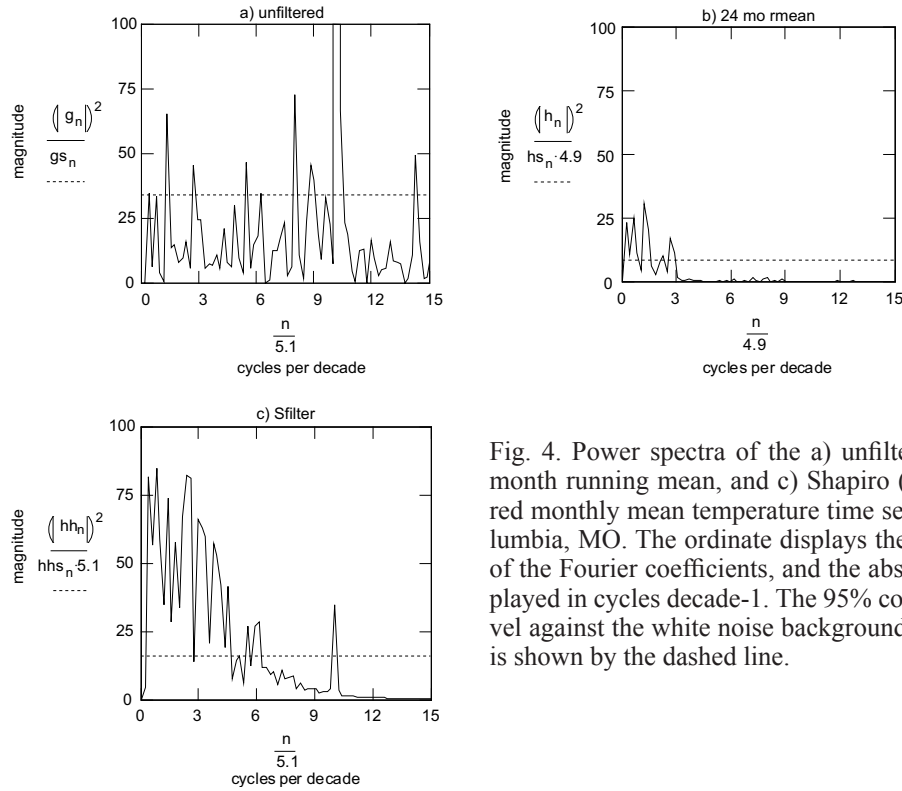 a) unfiltered
100
75
50
25
0
magnitude
(|g_n|)^2
gs_n
0 3 6 9 12 15
n
5.1
cycles per decade
b) 24 mo rmean
100
75
50
25
0
magnitude
(|h_n|)^2
hs_n·4.9
0 3 6 9 12 15
n
4.9
cycles per decade
c) Sfilter
100
75
50
25
0
magnitude
(|hh_n|)^2
hhs_n·5.1
0 3 6 9 12 15
n
5.1
cycles per decade
Fig. 4. Power spectra of the a) unfilte
month running mean, and c) Shapiro (
red monthly mean temperature time se
lumbia, MO. The ordinate displays the
of the Fourier coefficients, and the abs
played in cycles decade-1. The 95% co
vel against the white noise background
is shown by the dashed line.